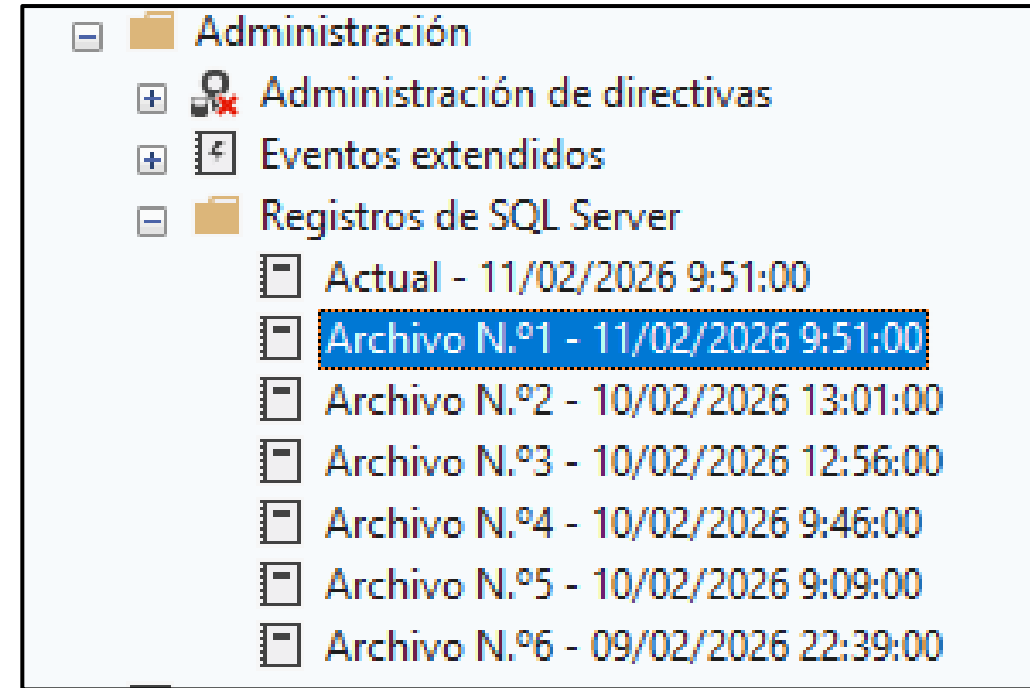 Administración
Administración de directivas
Eventos extendidos
Registros de SQL Server
Actual - 11/02/2026 9:51:00
Archivo N.º1 - 11/02/2026 9:51:00
Archivo N.º2 - 10/02/2026 13:01:00
Archivo N.º3 - 10/02/2026 12:56:00
Archivo N.º4 - 10/02/2026 9:46:00
Archivo N.º5 - 10/02/2026 9:09:00
Archivo N.º6 - 09/02/2026 22:39:00